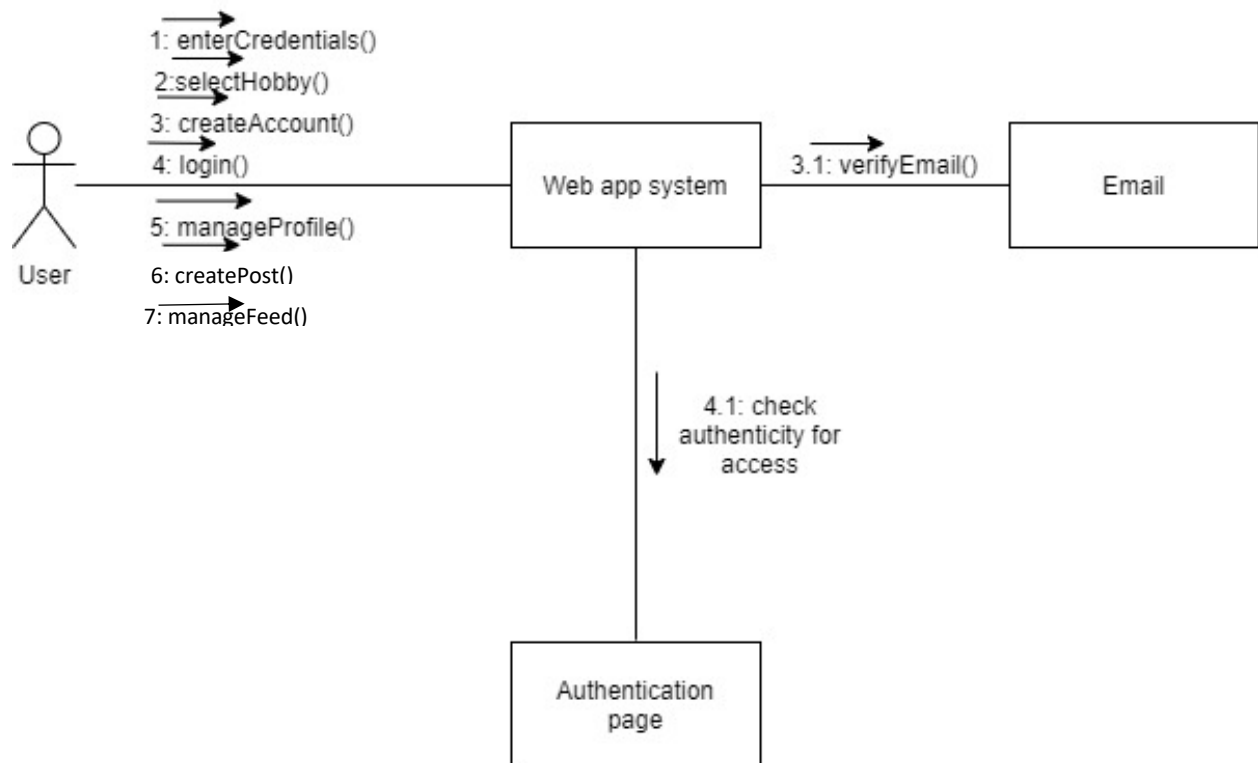 1: enterCredentials()
2:selectHobby()
3: createAccount()
4: login()
User
5: manageProfile()
6: createPost()
7: manageFeed()
Web app system
3.1: verifyEmail()
Email
4.1: check
authenticity for
access
Authentication
page